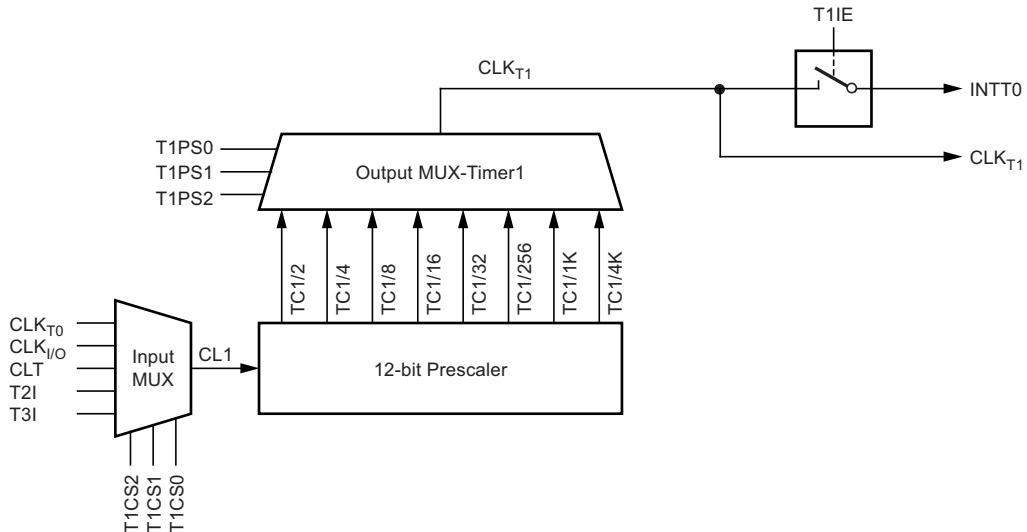 T1IE
CLKT1
INTT0
CLKT1
T1PS0
T1PS1
T1PS2
Output MUX-Timer1
TC1/2
TC1/4
TC1/8
TC1/16
TC1/32
TC1/256
TC1/1K
TC1/4K
CLKT0
CLKI/O
CLT
T2I
T3I
Input
MUX
CL1
12-bit Prescaler
T1CS2
T1CS1
T1CS0